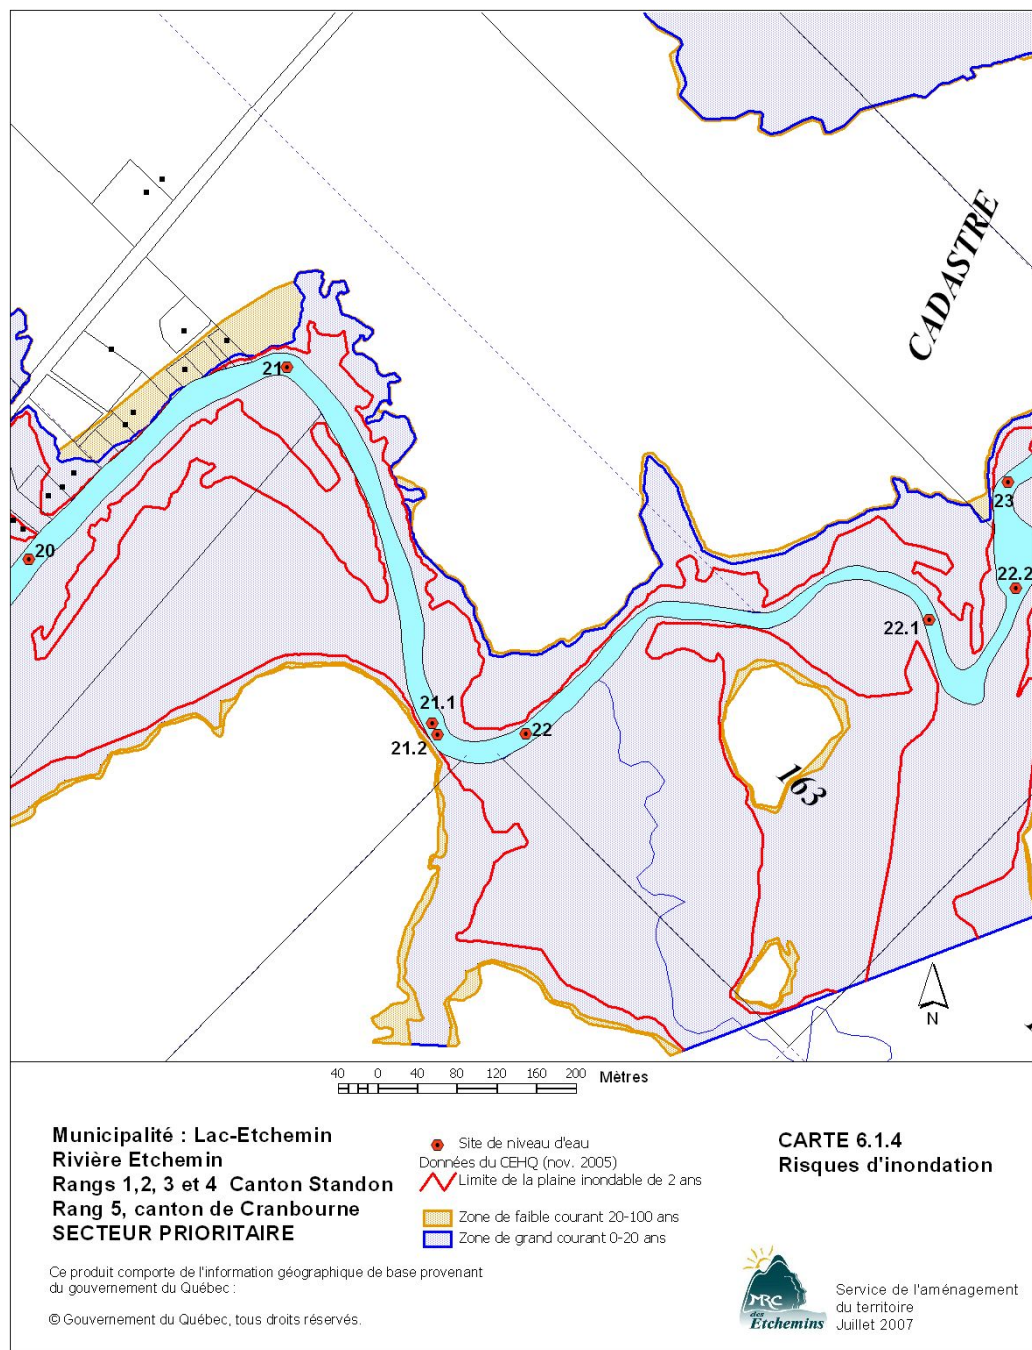 CADASTRE
21
20
23
22.2
22.1
21.1
22
21.2
163
N
40 0 40 80 120 160 200 Mètres
Municipalité : Lac-Etchemin
Rivière Etchemin
Rangs 1,2, 3 et 4 Canton Standon
Rang 5, canton de Cranbourne
SECTEUR PRIORITAIRE
Site de niveau d'eau
Données du CEHQ (nov. 2005)
Limite de la plaine inondable de 2 ans
Zone de faible courant 20-100 ans
Zone de grand courant 0-20 ans
CARTE 6.1.4
Risques d'inondation
Ce produit comporte de l'information géographique de base provenant
du gouvernement du Québec :
© Gouvernement du Québec, tous droits réservés.
MRC
des
Etchemins
Service de l'aménagement
du territoire
Juillet 2007